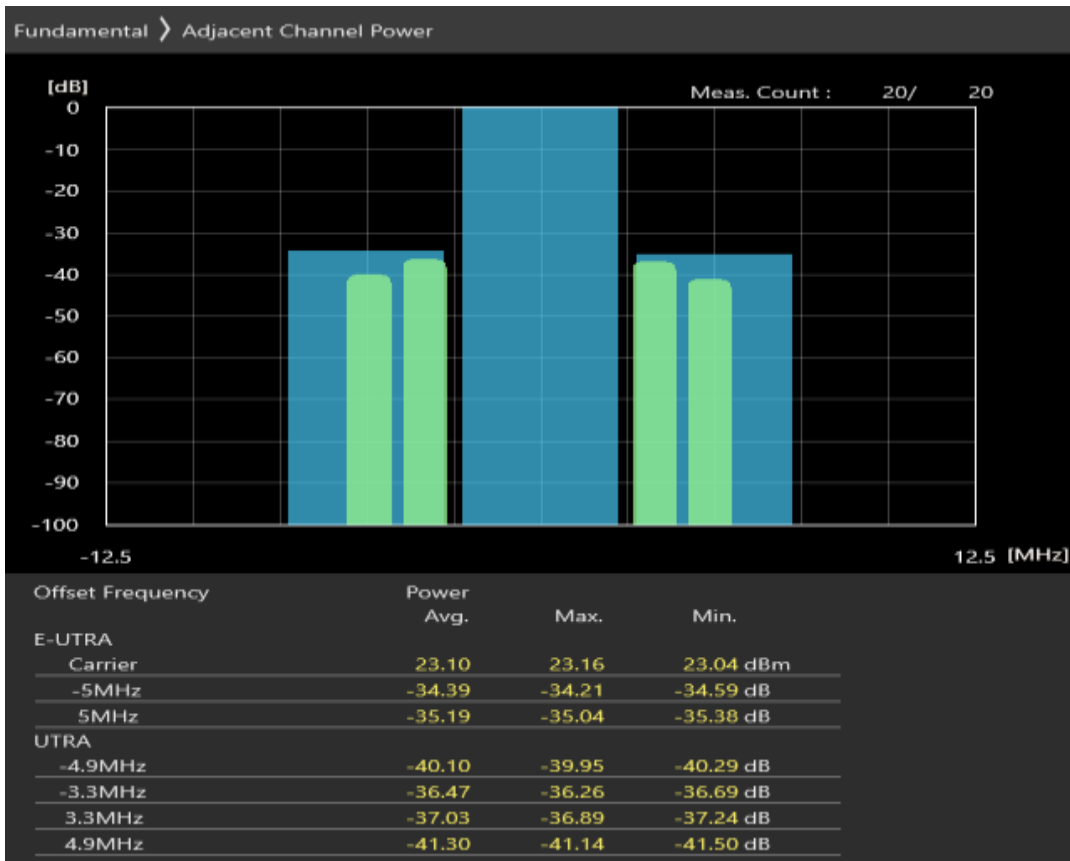 Fundamental ❭ Adjacent Channel Power
[dB]
Meas. Count : 20/ 20
0
-10
-20
-30
-40
-50
-60
-70
-80
-90
-100
-12.5 12.5 [MHz]
Offset Frequency Power
Avg. Max. Min.
E-UTRA
Carrier 23.10 23.16 23.04 dBm
-5MHz -34.39 -34.21 -34.59 dB
5MHz -35.19 -35.04 -35.38 dB
UTRA
-4.9MHz -40.10 -39.95 -40.29 dB
-3.3MHz -36.47 -36.26 -36.69 dB
3.3MHz -37.03 -36.89 -37.24 dB
4.9MHz -41.30 -41.14 -41.50 dB